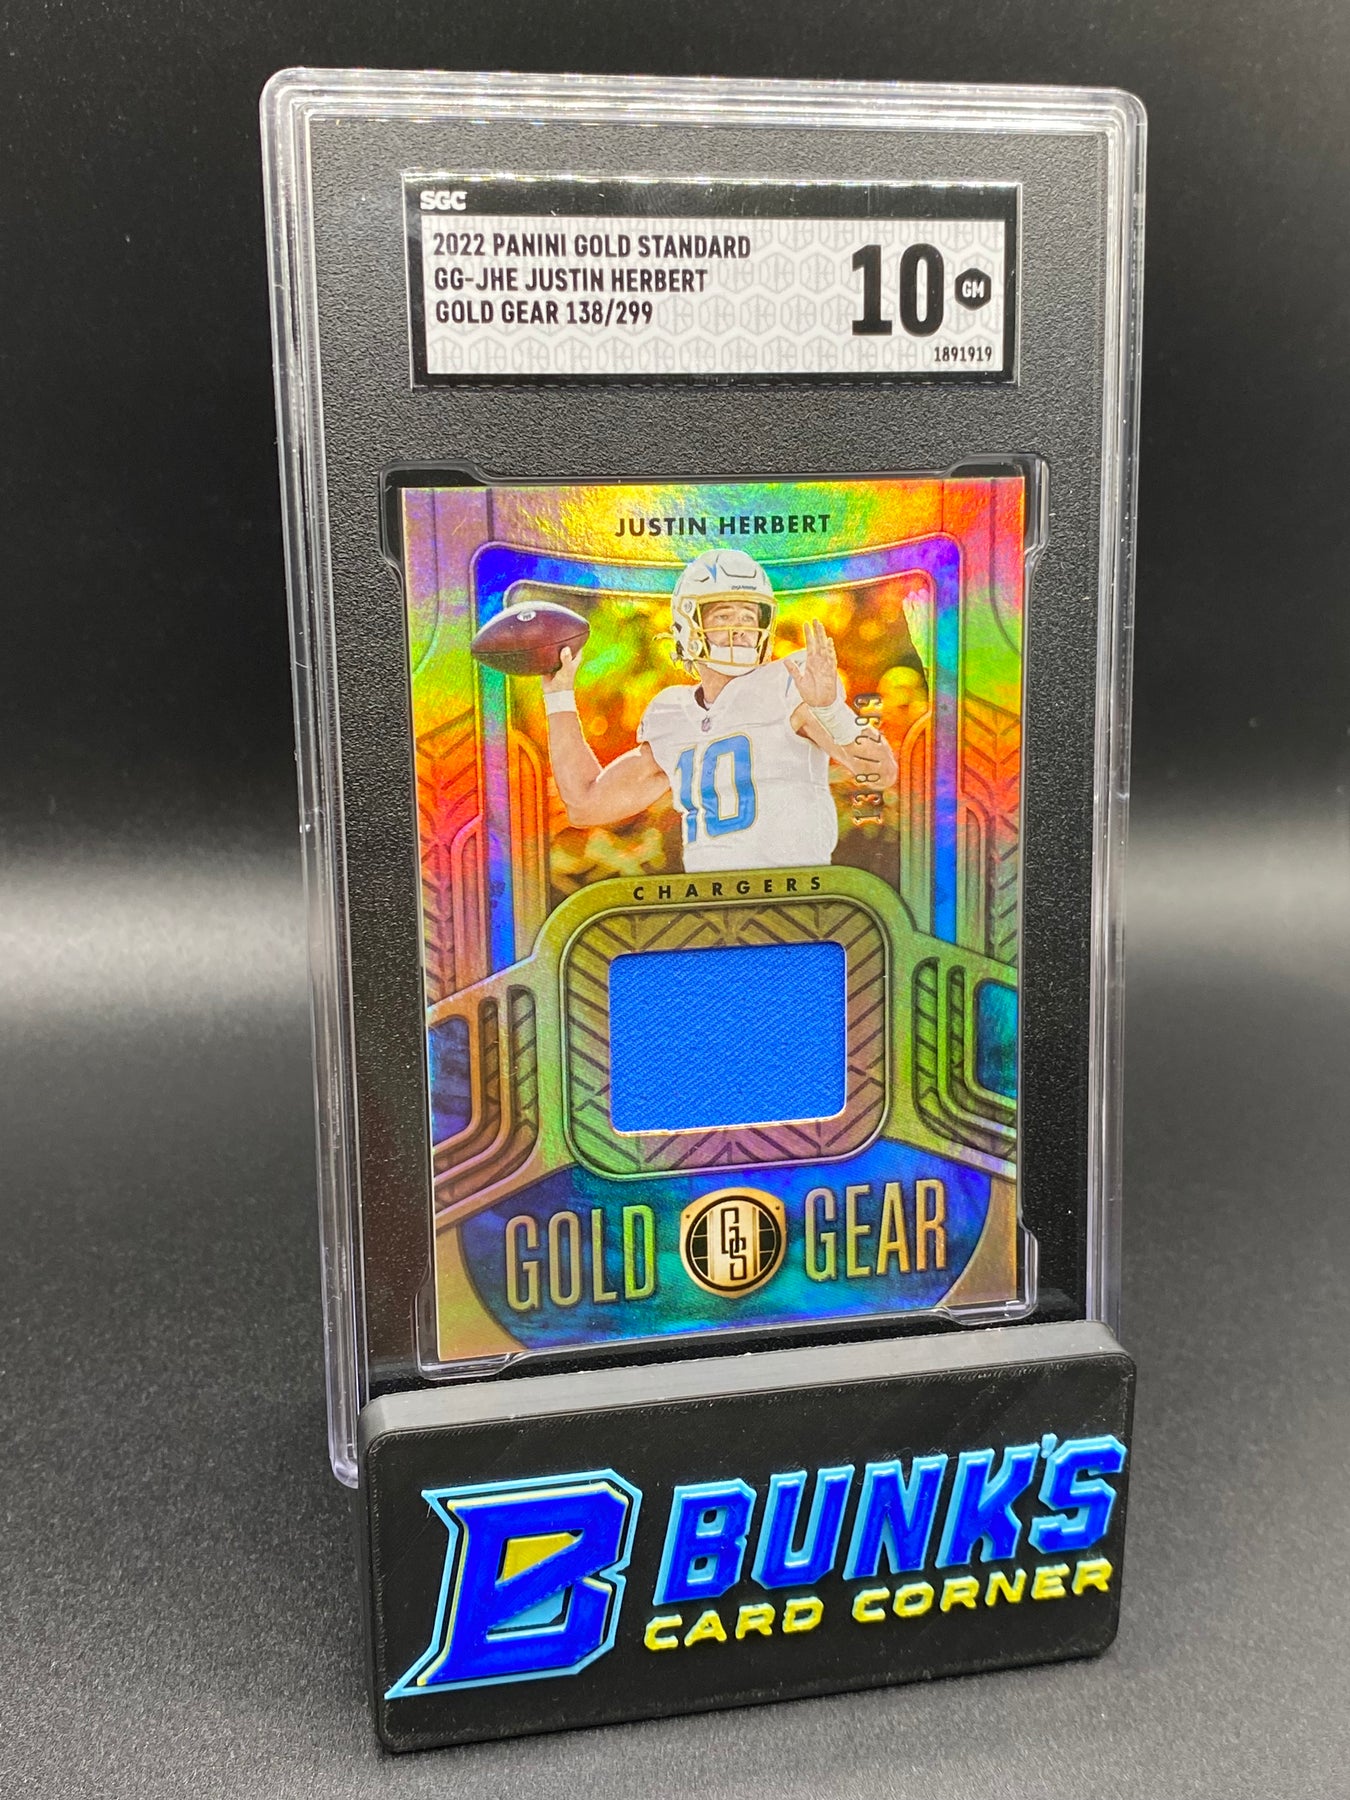 SGC
2022 PANINI GOLD STANDARD
GG-JHE JUSTIN HERBERT
GOLD GEAR 138/299
10 GM
1891919
JUSTIN HERBERT
10
138/299
CHARGERS
GOLD GS GEAR
B BUNK'S
CARD CORNER